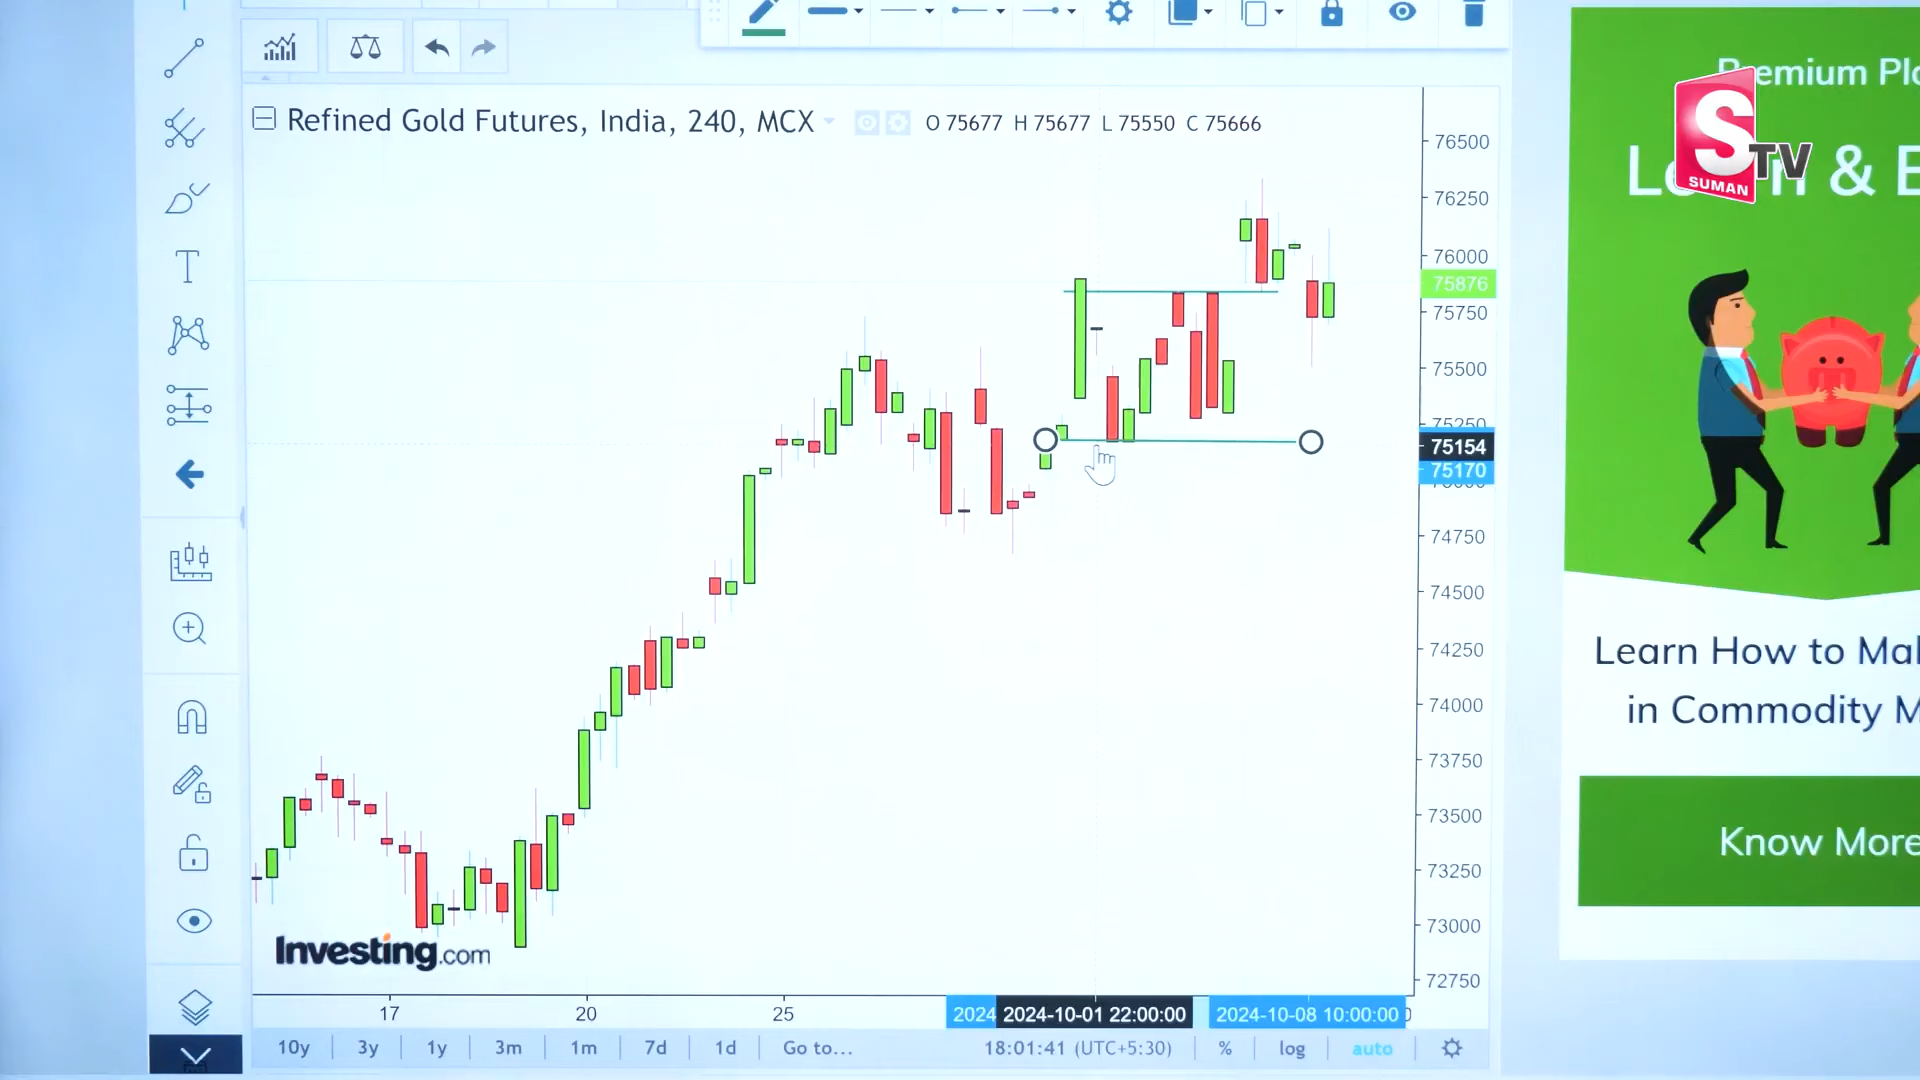 Refined Gold Futures, India, 240, MCX
O 75677 H 75677 L 75550 C 75666
76500
76250
76000
75876
75750
75500
75250
75154
75170
74750
74500
74250
74000
73750
73500
73250
73000
72750
Investing.com
17
20
25
2024
2024-10-01 22:00:00
2024-10-08 10:00:00
10y
3y
1y
3m
1m
7d
1d
Go to...
18:01:41 (UTC+5:30)
%
log
auto
Premium
& E
S TV
SUMAN
Learn How to
in Commodity M
Know More